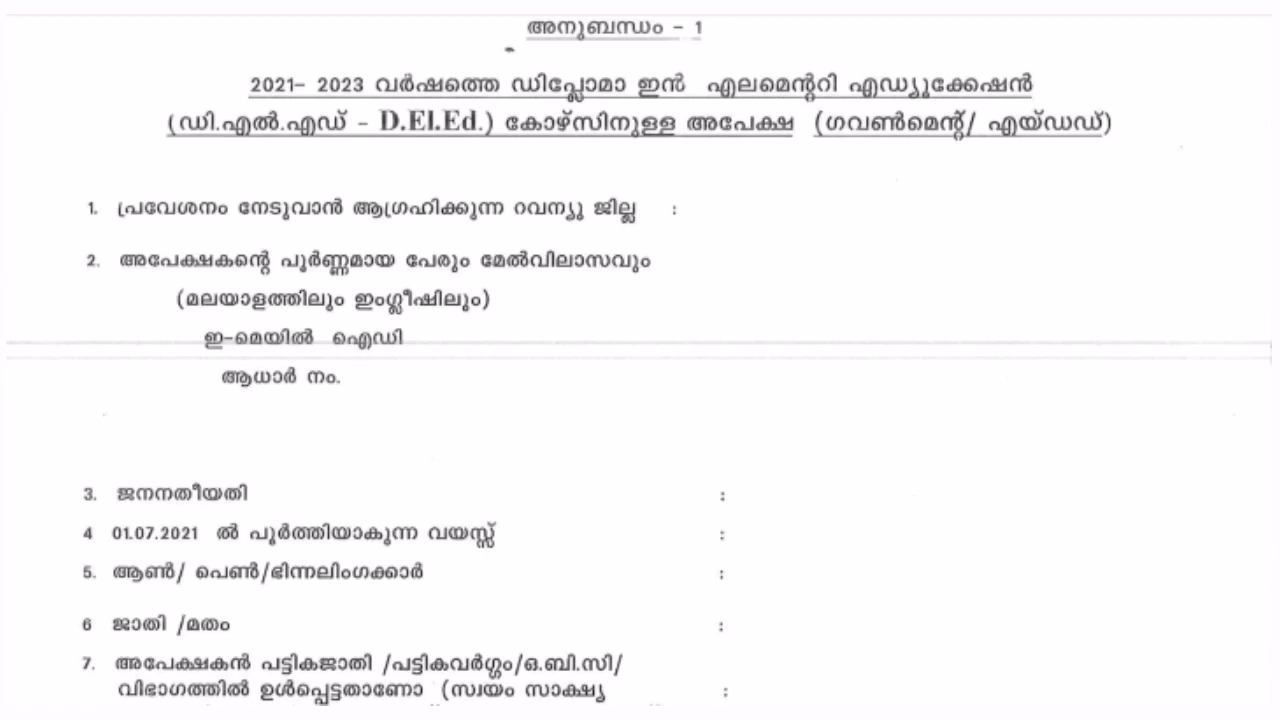 അനുബന്ധം - 1
2021- 2023 വർഷത്തെ ഡിപ്ലോമാ ഇൻ എലമെന്ററി എഡ്യൂക്കേഷൻ
(ഡി.എൽ.എഡ് - D.El.Ed.) കോഴ്സിനുള്ള അപേക്ഷ (ഗവൺമെന്റ്/ എയ്ഡഡ്)
1. പ്രവേശനം നേടുവാൻ ആഗ്രഹിക്കുന്ന റവന്യൂ ജില്ല :
2. അപേക്ഷകന്റെ പൂർണ്ണമായ പേരും മേൽവിലാസവും
(മലയാളത്തിലും ഇംഗ്ലീഷിലും)
ഇ-മെയിൽ ഐഡി
ആധാർ നം.
3. ജനനതീയതി :
4 01.07.2021 ൽ പൂർത്തിയാകുന്ന വയസ്സ് :
5. ആൺ/ പെൺ/ഭിന്നലിംഗക്കാർ :
6 ജാതി /മതം :
7. അപേക്ഷകൻ പട്ടികജാതി /പട്ടികവർഗ്ഗം/ഒ.ബി.സി/
വിഭാഗത്തിൽ ഉൾപ്പെട്ടതാണോ (സ്വയം സാക്ഷ്യ :